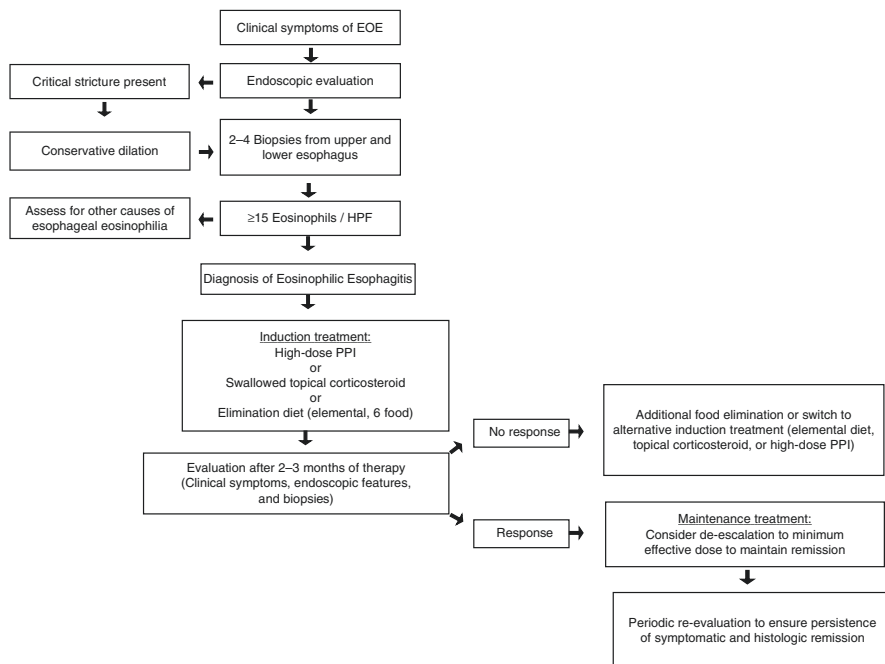 Clinical symptoms of EOE
Critical stricture present
Endoscopic evaluation
Conservative dilation
2–4 Biopsies from upper and
lower esophagus
Assess for other causes of
esophageal eosinophilia
≥15 Eosinophils / HPF
Diagnosis of Eosinophilic Esophagitis
Induction treatment:
High-dose PPI
or
Swallowed topical corticosteroid
or
Elimination diet (elemental, 6 food)
Evaluation after 2–3 months of therapy
(Clinical symptoms, endoscopic features,
and biopsies)
No response
Additional food elimination or switch to
alternative induction treatment (elemental diet,
topical corticosteroid, or high-dose PPI)
Response
Maintenance treatment:
Consider de-escalation to minimum
effective dose to maintain remission
Periodic re-evaluation to ensure persistence
of symptomatic and histologic remission